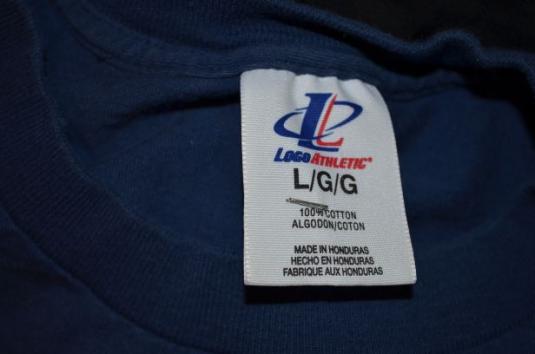 L
LOGO ATHLETIC®
L/G/G
100% COTTON
ALGODON/COTON
MADE IN HONDURAS
HECHO EN HONDURAS
FABRIQUE AUX HONDURAS